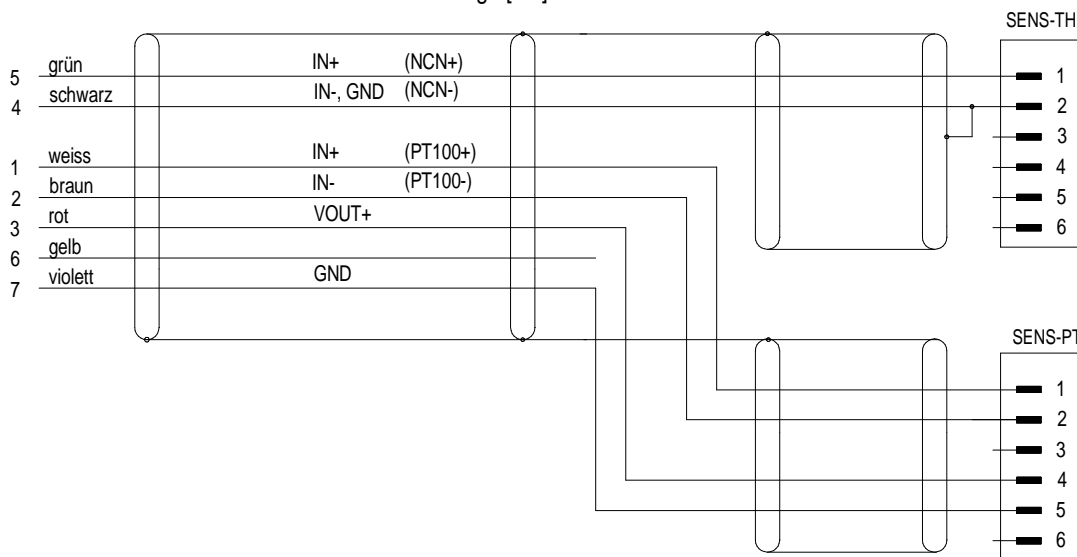 SENS-TH
5 grün IN+ (NCN+) 1
4 schwarz IN-, GND (NCN-) 2
3
1 weiss IN+ (PT100+) 4
2 braun IN- (PT100-) 5
3 rot VOUT+ 6
6 gelb
7 violett GND
SENS-PT
1
2
3
4
5
6